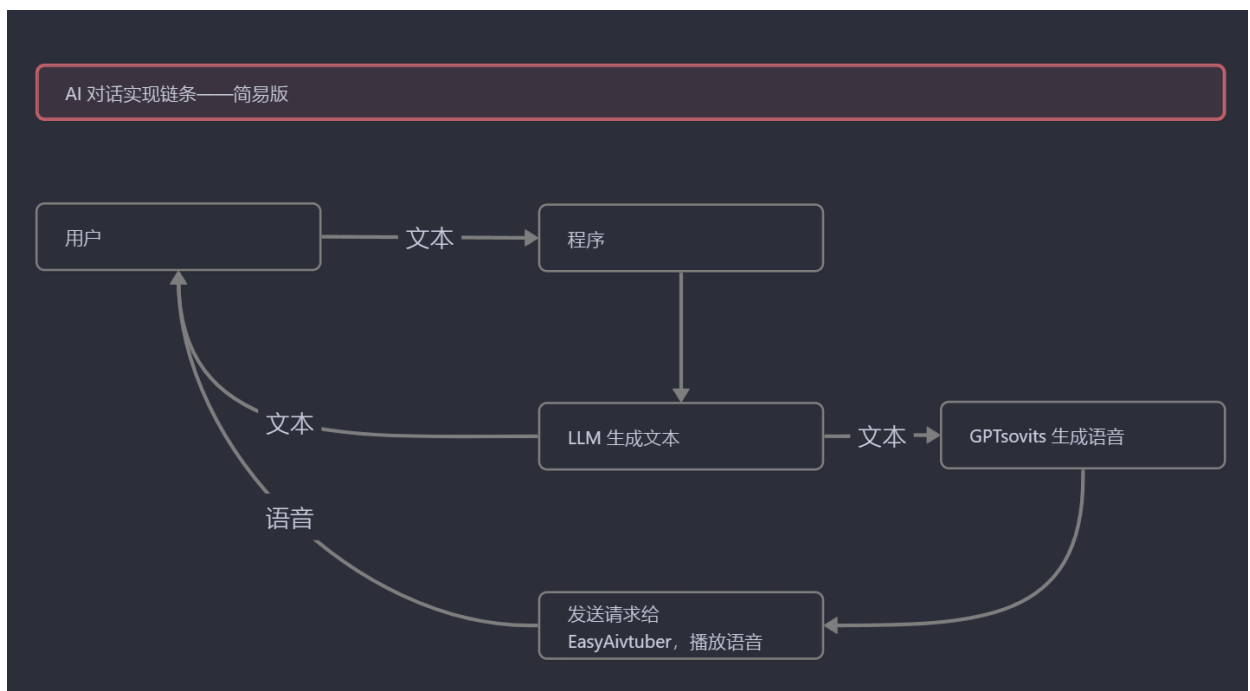 AI 对话实现链条——简易版
用户
文本
程序
文本
LLM 生成文本
文本
GPTsovits 生成语音
语音
发送请求给
EasyAivtuber，播放语音